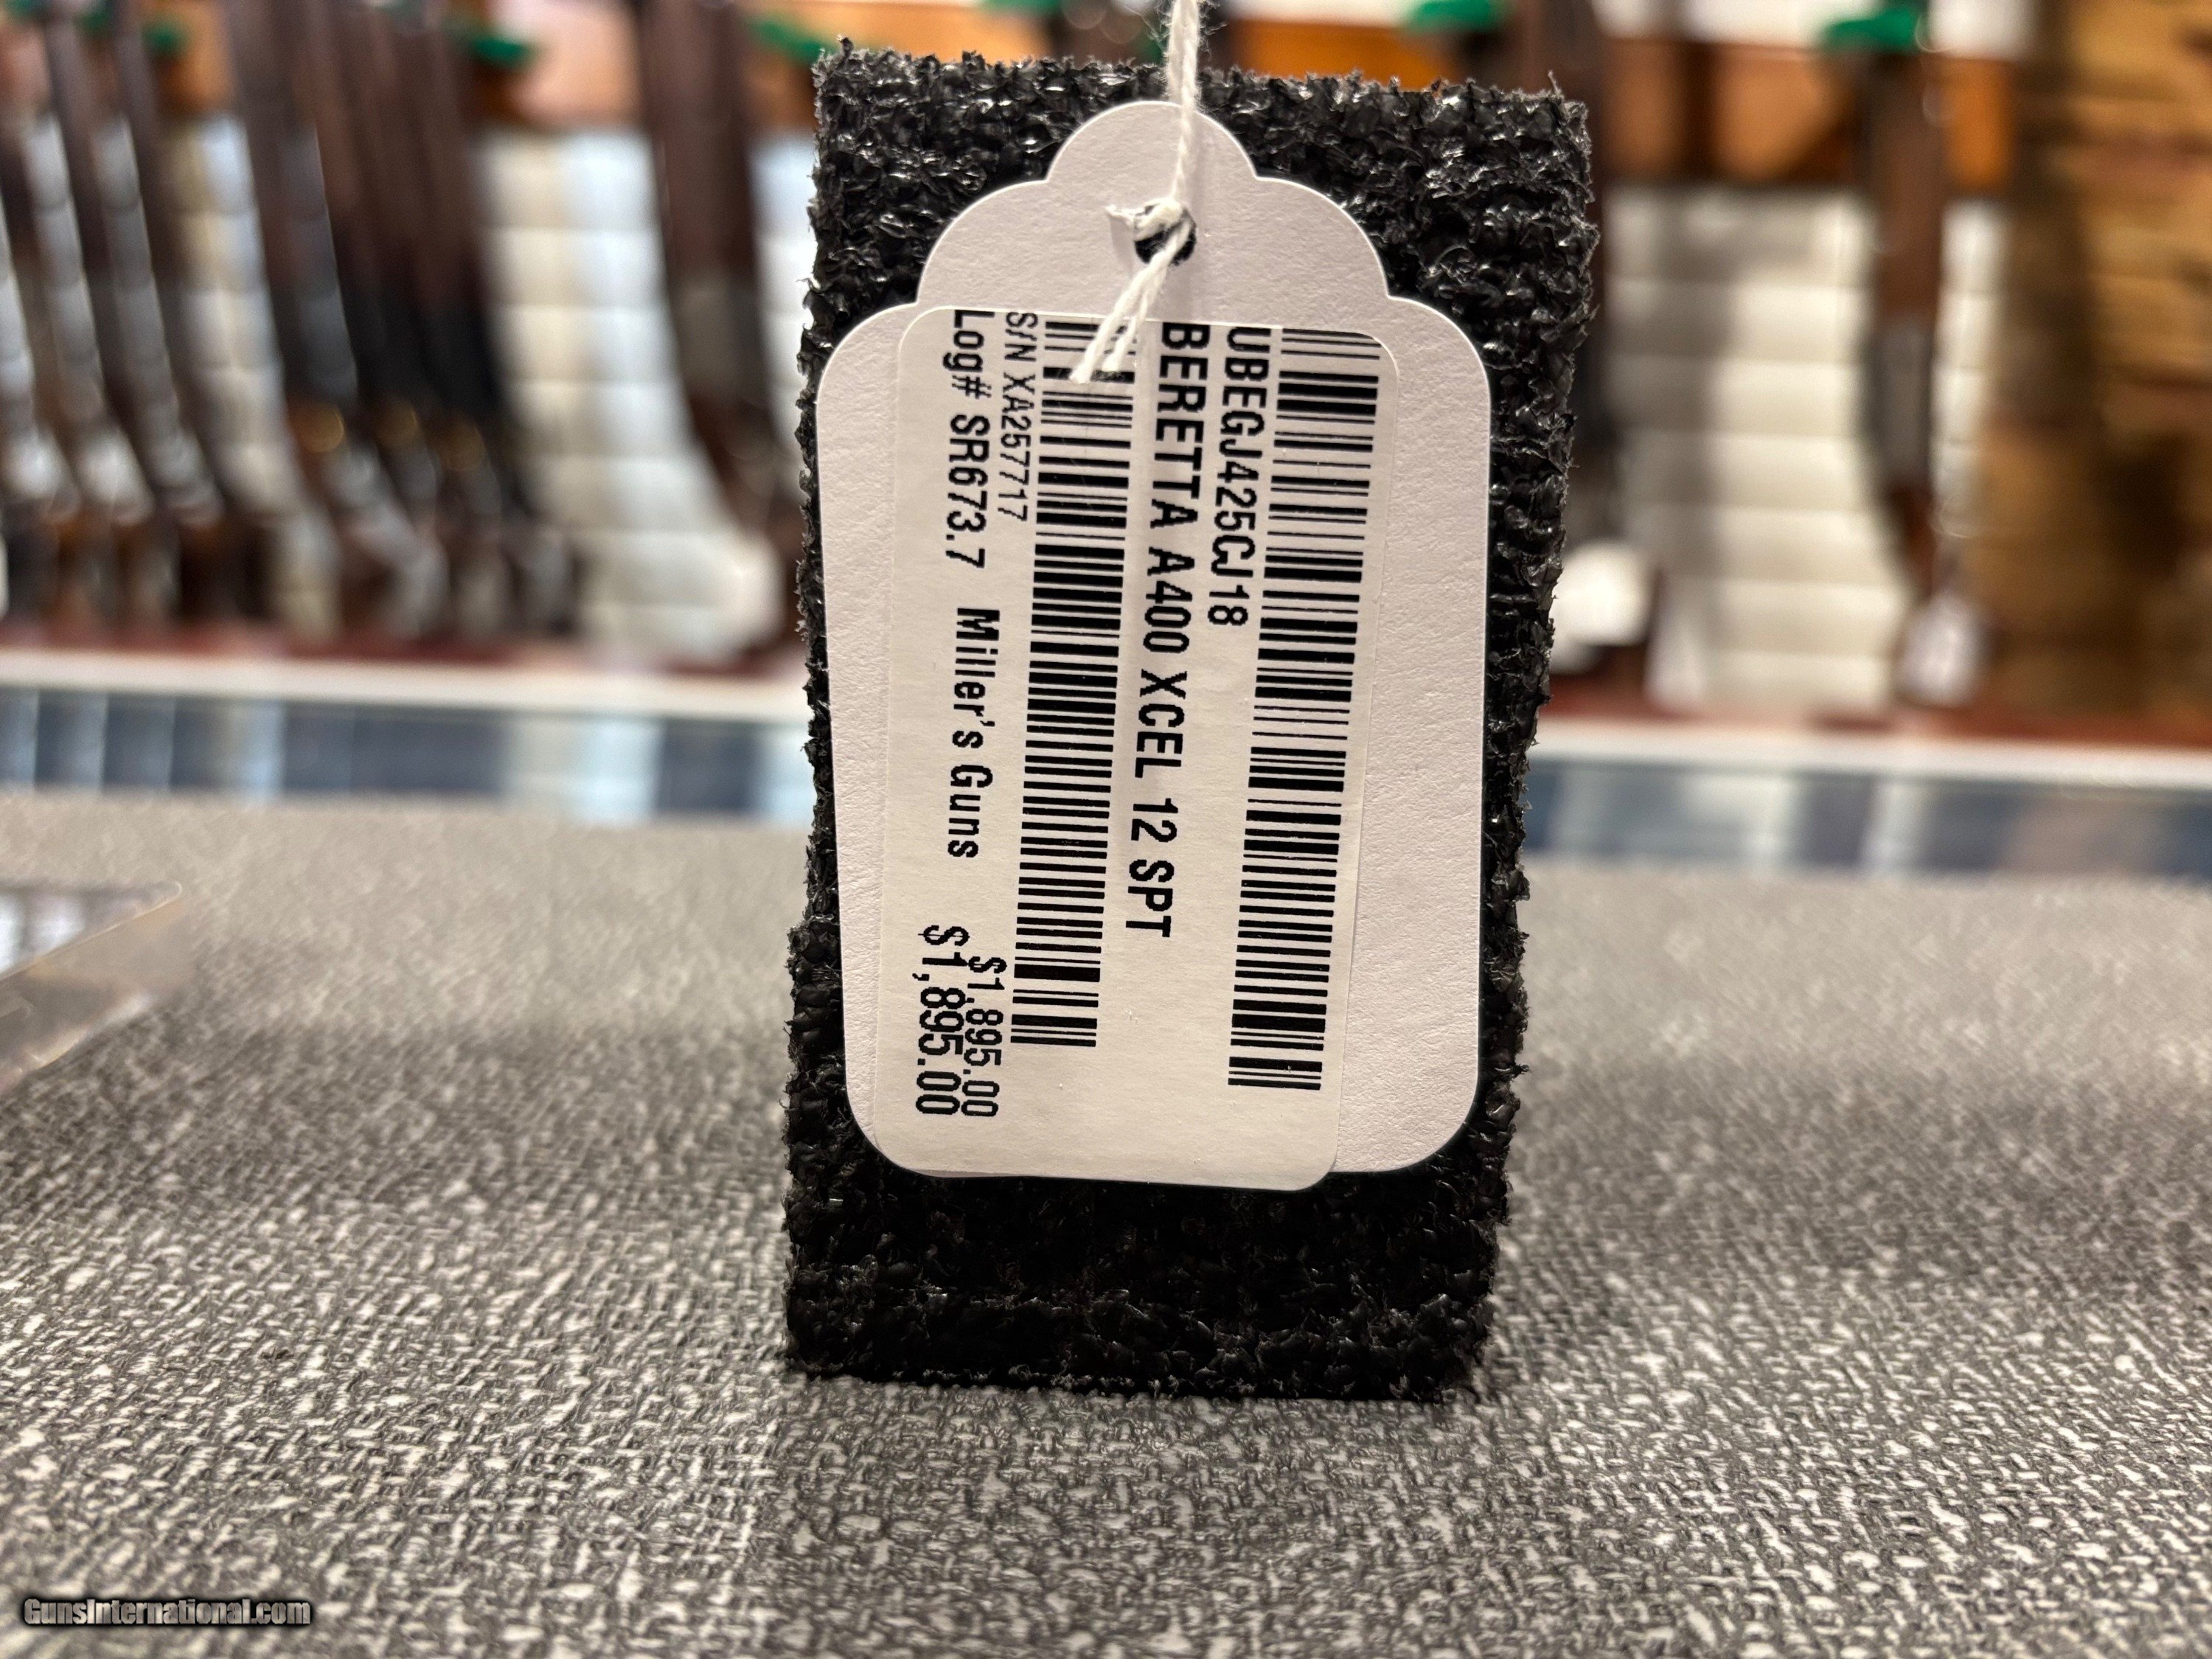 UBEGJ425CJ18
BERETTA A400 XCEL 12 SPT
S/N XA257717
$1,895.00
Log# SR673.7 Miller's Guns $1,895.00
GunsInternational.com